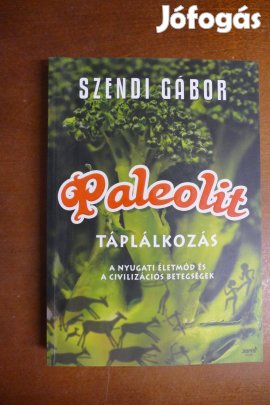 Jófogás
SZENDI GÁBOR
Paleolit
TÁPLÁLKOZÁS
A NYUGATI ÉLETMÓD ÉS
A CIVILIZÁCIÓS BETEGSÉGEK